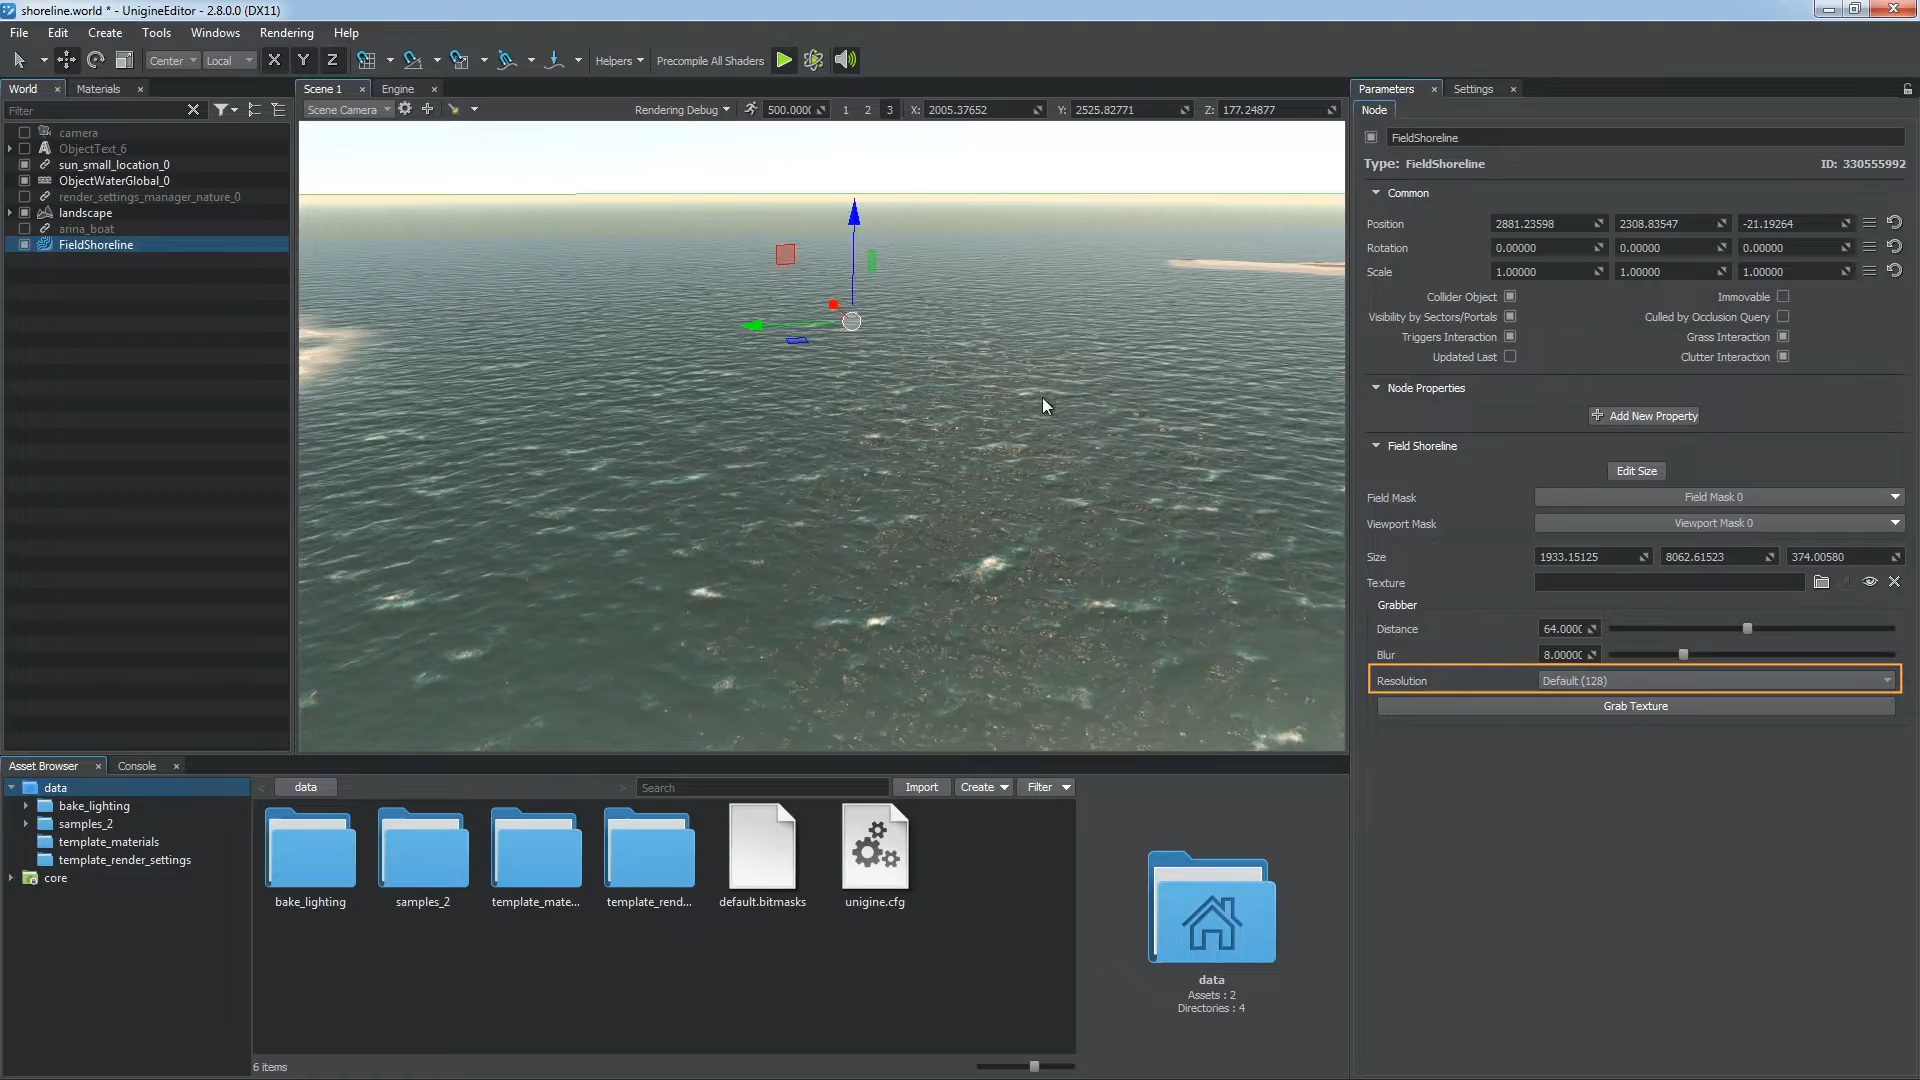 shoreline.world * - UnigineEditor - 2.8.0.0 (DX11)
File Edit Create Tools Windows Rendering Help
Center Local X Y Z Helpers Precompile All Shaders
World Materials Scene 1 Engine Parameters Settings
Filter Scene Camera Rendering Debug 500.000 1 2 3 X: 2005.37652 Y: 2525.82771 Z: 177.24877 Node
camera
ObjectText_6
sun_small_location_0
ObjectWaterGlobal_0
render_settings_manager_nature_0
landscape
arina_boat
FieldShoreline
FieldShoreline
Type: FieldShoreline ID: 330555992
Common
Position 2881.23598 2308.83547 -21.19264
Rotation 0.00000 0.00000 0.00000
Scale 1.00000 1.00000 1.00000
Collider Object Immovable
Visibility by Sectors/Portals Culled by Occlusion Query
Triggers Interaction Grass Interaction
Updated Last Clutter Interaction
Node Properties
Add New Property
Field Shoreline
Edit Size
Field Mask Field Mask 0
Viewport Mask Viewport Mask 0
Size 1933.15125 8062.61523 374.00580
Texture
Grabber
Distance 64.0000
Blur 8.00000
Resolution Default (128)
Grab Texture
Asset Browser Console
data
bake_lighting
samples_2
template_materials
template_render_settings
core
data Search Import Create Filter
bake_lighting samples_2 template_mate... template_rend... default.bitmasks unigine.cfg
data
Assets : 2
Directories : 4
6 items